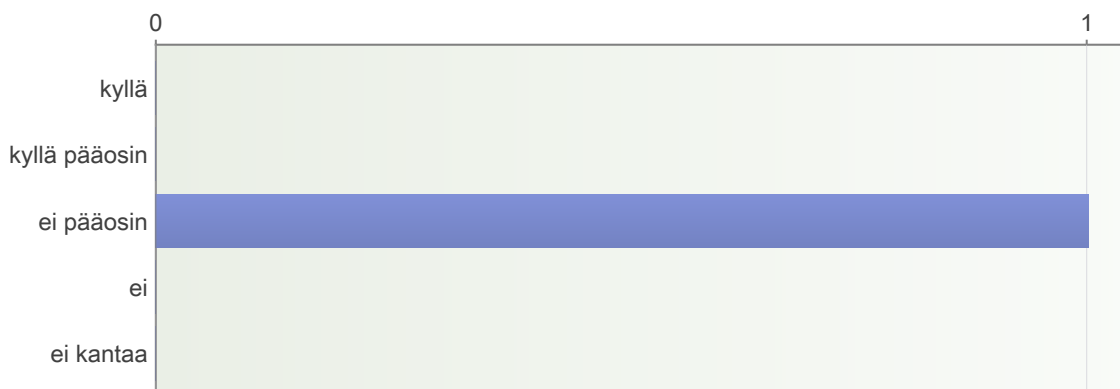 0 1
kyllä
kyllä pääosin
ei pääosin
ei
ei kantaa